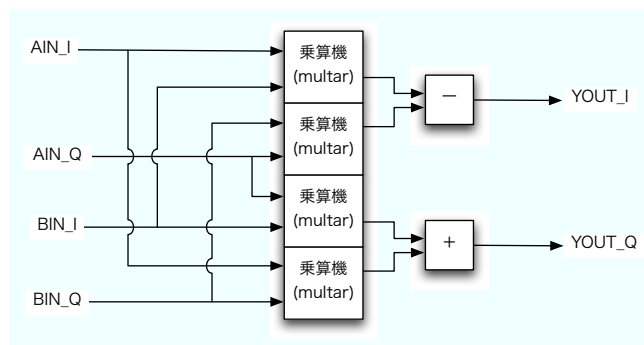 AIN_I
AIN_Q
BIN_I
BIN_Q
乗算機
(multar)
乗算機
(multar)
乗算機
(multar)
乗算機
(multar)
−
+
YOUT_I
YOUT_Q